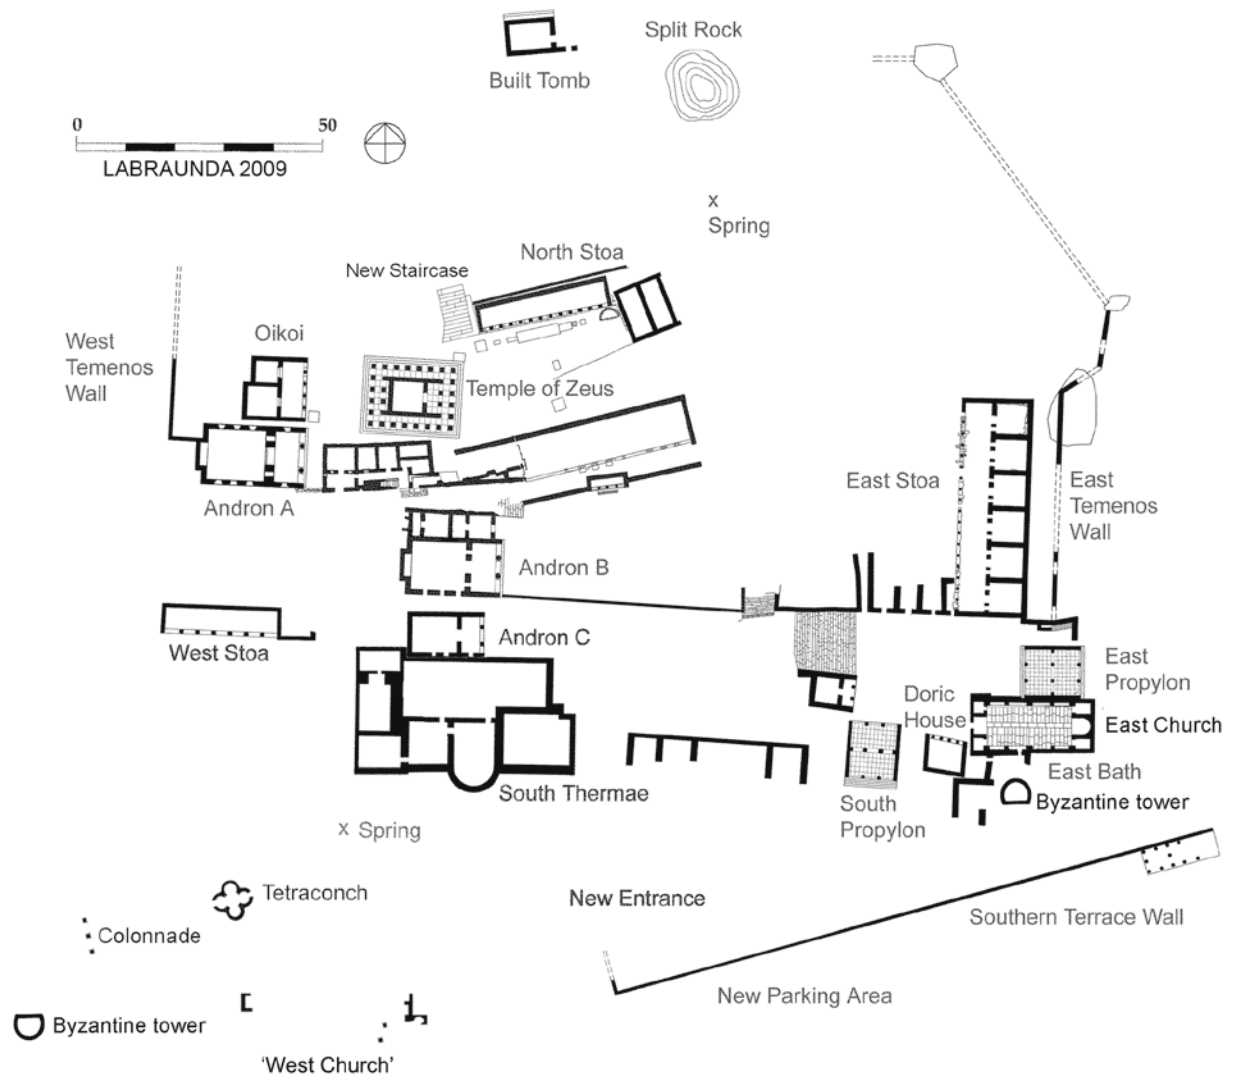 Split Rock
Built Tomb
0 50
LABRAUNDA 2009
x
Spring
North Stoa
New Staircase
Oikoi
West
Temenos
Wall
Temple of Zeus
East Stoa
East
Temenos
Wall
Andron A
Andron B
Andron C
West Stoa
East
Propylon
Doric
House
East Church
East Bath
Byzantine tower
South Thermae
South
Propylon
x Spring
Tetraconch
New Entrance
Southern Terrace Wall
Colonnade
New Parking Area
Byzantine tower
'West Church'